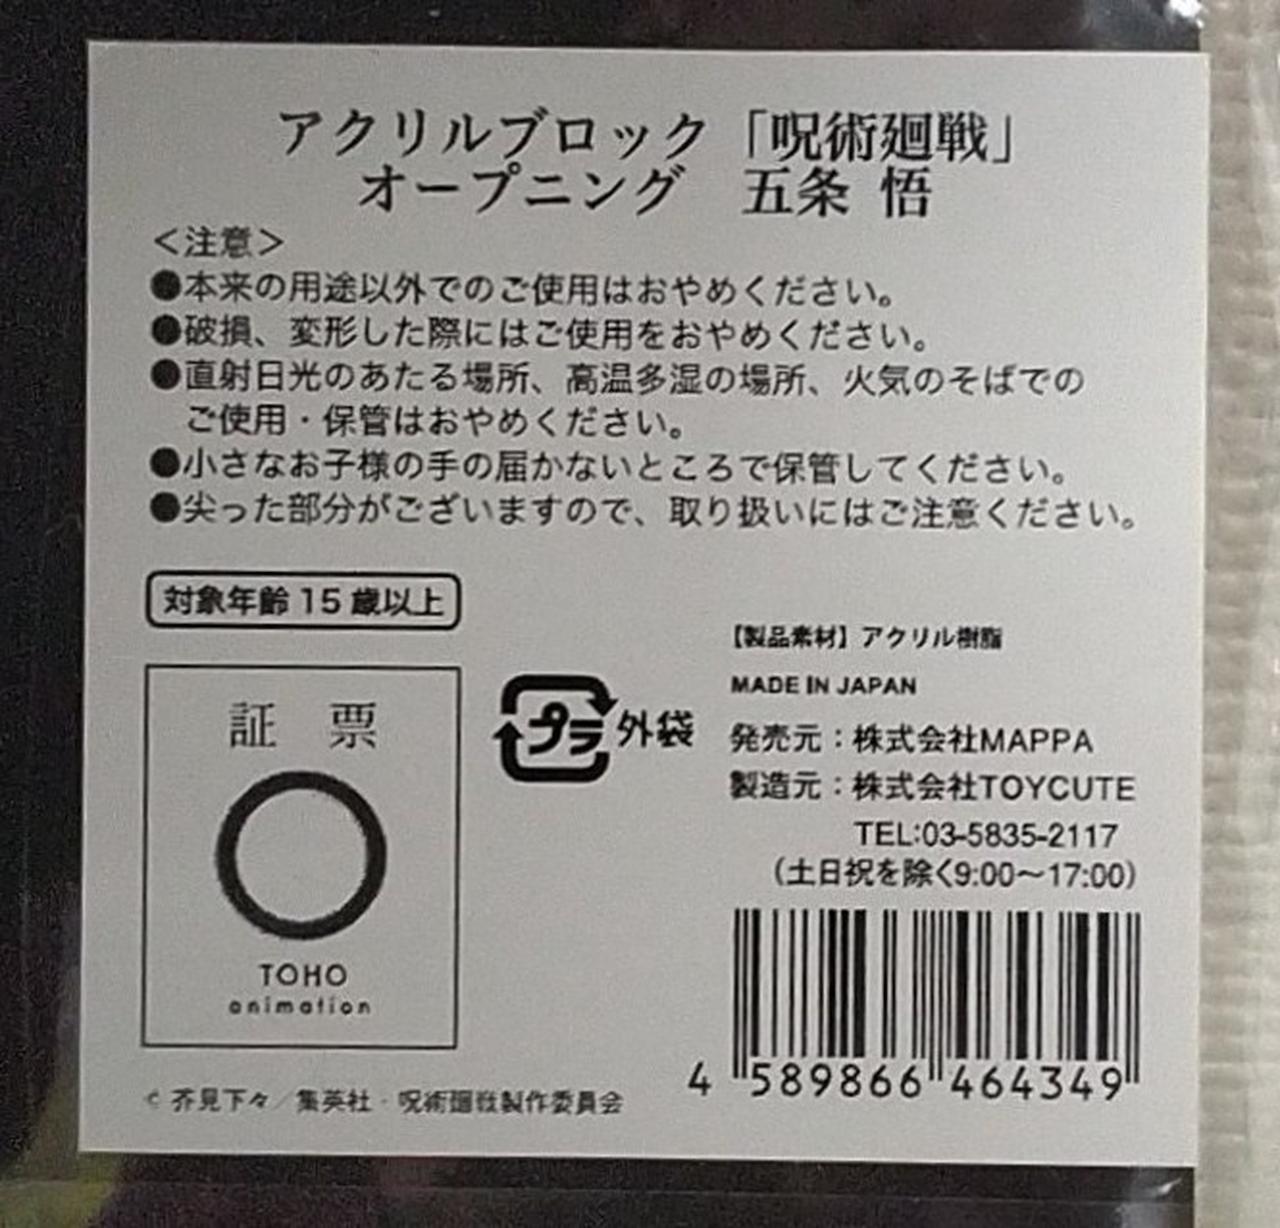 アクリルブロック「呪術廻戦」
オープニング　五条 悟
＜注意＞
●本来の用途以外でのご使用はおやめください。
●破損、変形した際にはご使用をおやめください。
●直射日光のあたる場所、高温多湿の場所、火気のそばでの
ご使用・保管はおやめください。
●小さなお子様の手の届かないところで保管してください。
●尖った部分がございますので、取り扱いにはご注意ください。
対象年齢 15 歳以上
証　票
TOHO
animation
プラ 外袋
【製品素材】アクリル樹脂
MADE IN JAPAN
発売元：株式会社MAPPA
製造元：株式会社TOYCUTE
TEL:03-5835-2117
（土日祝を除く9:00～17:00）
4 589866 464349
© 芥見下々／集英社・呪術廻戦製作委員会